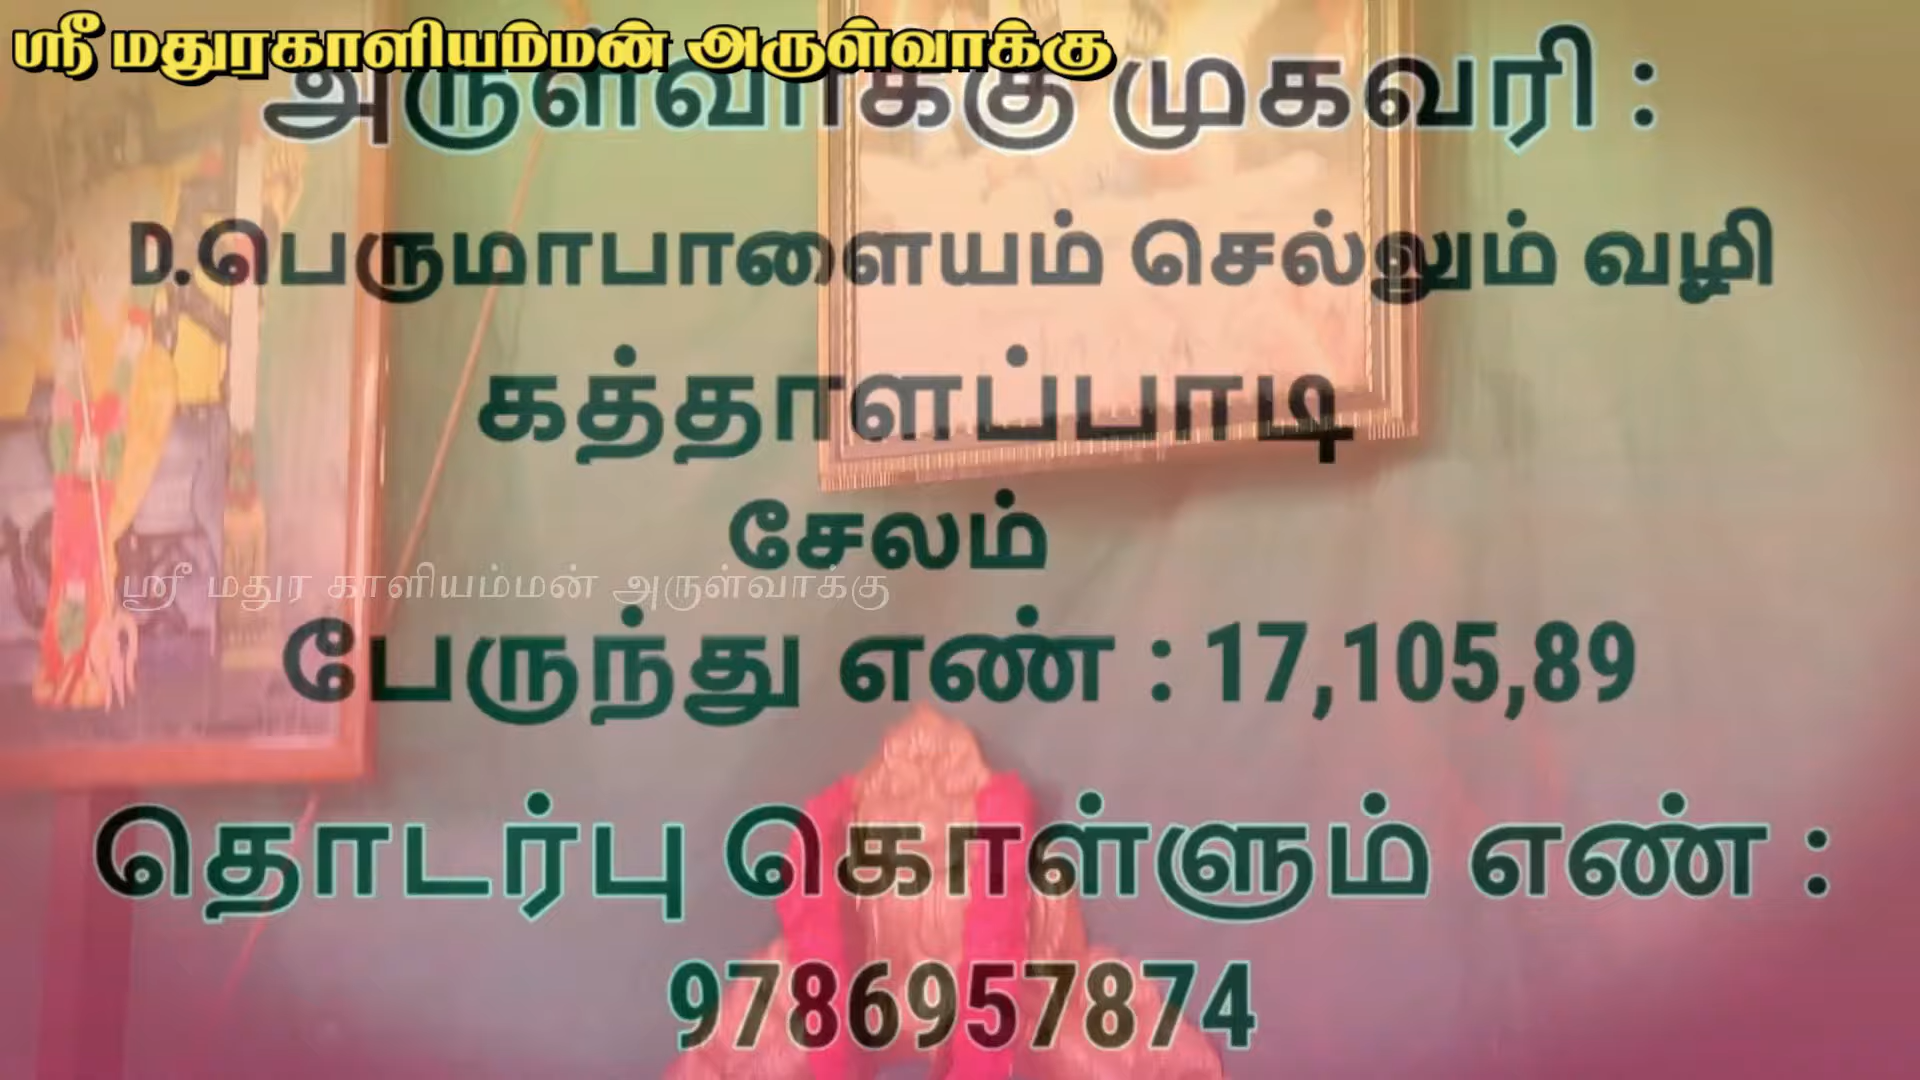 ஸ்ரீ மதுரகாளியம்மன் அருள்வாக்கு
அருள்வாக்கு முகவரி :
D.பெருமாபாளையம் செல்லும் வழி
கத்தாளப்பாடி
சேலம்
ஸ்ரீ மதுர காளியம்மன் அருள்வாக்கு
பேருந்து எண் : 17,105,89
தொடர்பு கொள்ளும் எண் :
9786957874